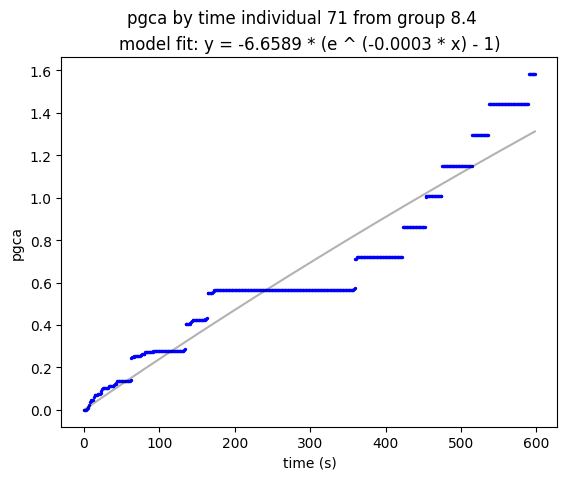 pgca by time individual 71 from group 8.4
model fit: y = -6.6589 * (e ^ (-0.0003 * x) - 1)
1.6
1.4
1.2
1.0
0.8
0.6
0.4
0.2
0.0
pgca
0 100 200 300 400 500 600
time (s)